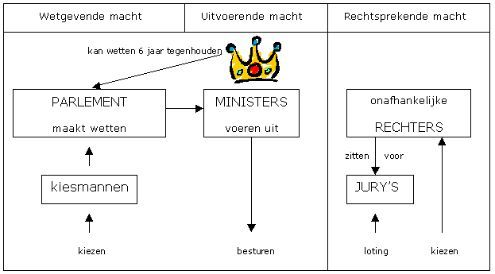 Wetgevende macht
Uitvoerende macht
Rechtsprekende macht
kan wetten 6 jaar tegenhouden
PARLEMENT
maakt wetten
MINISTERS
voeren uit
onafhankelijke
RECHTERS
zitten voor
kiesmannen
JURY'S
kiezen
besturen
loting
kiezen